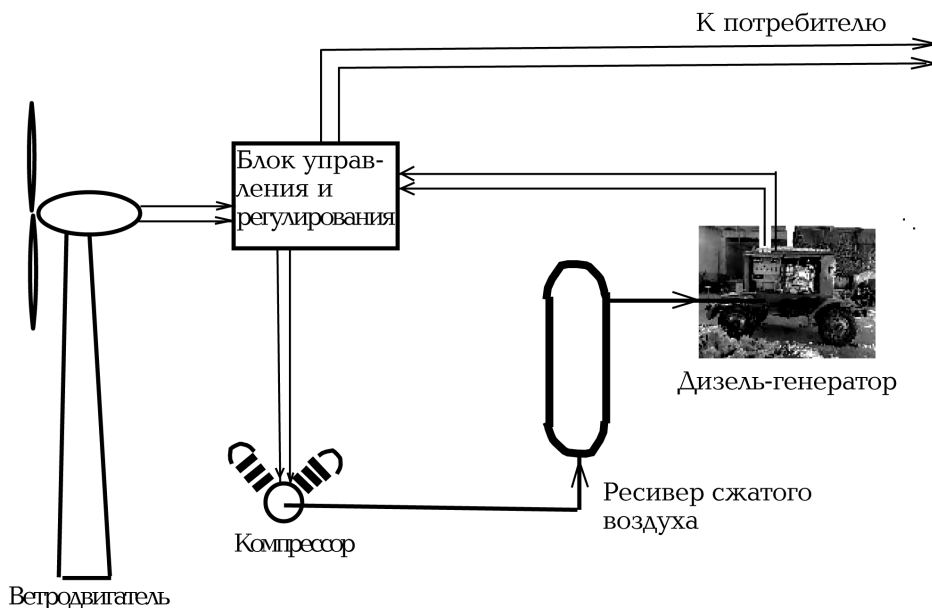 К потребителю
Блок управ-
ления и
регулирования
Дизель-генератор
Ресивер сжатого
воздуха
Компрессор
Ветродвигатель